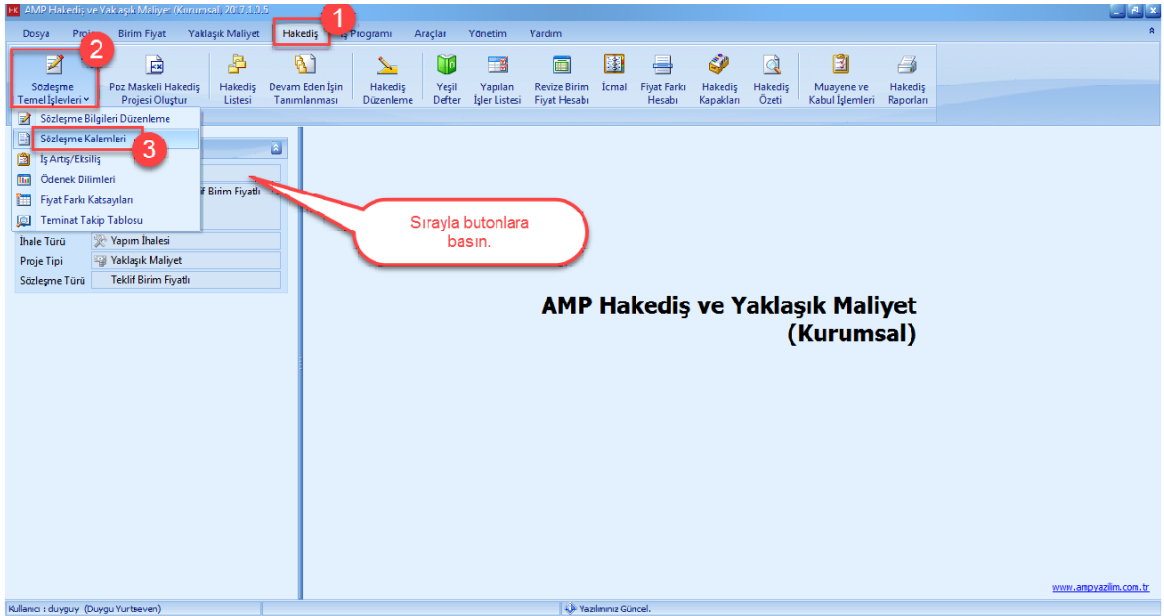 HK AMP Hakediş ve Yaklaşık Maliyet (Kurumsal) 2017.1.3.5
Dosya Birim Fiyat Yaklaşık Maliyet Hakediş Programı Araçlar Yönetim Yardım
1
2
Sözleşme Temel İşlevleri
Poz Maskeli Hakediş Projesi Oluştur
Hakediş Listesi
Devam Eden İşin Tanımlanması
Hakediş Düzenleme
Yeşil Defter
Yapılan İşler Listesi
Revize Birim Fiyat Hesabı
İcmal
Fiyat Farkı Hesabı
Hakediş Kapakları
Hakediş Özeti
Muayene ve Kabul İşlemleri
Hakediş Raporları
Sözleşme Bilgileri Düzenleme
Sözleşme Kalemleri
3
İş Artış/Eksiliş
Ödenek Dilimleri
Fiyat Farkı Katsayıları
Teminat Takip Tablosu
Birim Fiyatlı
İhale Türü Yapım İhalesi
Proje Tipi Yaklaşık Maliyet
Sözleşme Türü Teklif Birim Fiyatlı
Sırayla butonlara
basın.
AMP Hakediş ve Yaklaşık Maliyet
(Kurumsal)
www.ampyazilim.com.tr
Kullanıcı : duyguy (Duygu Yurtseven)
Yazılımınız Güncel.